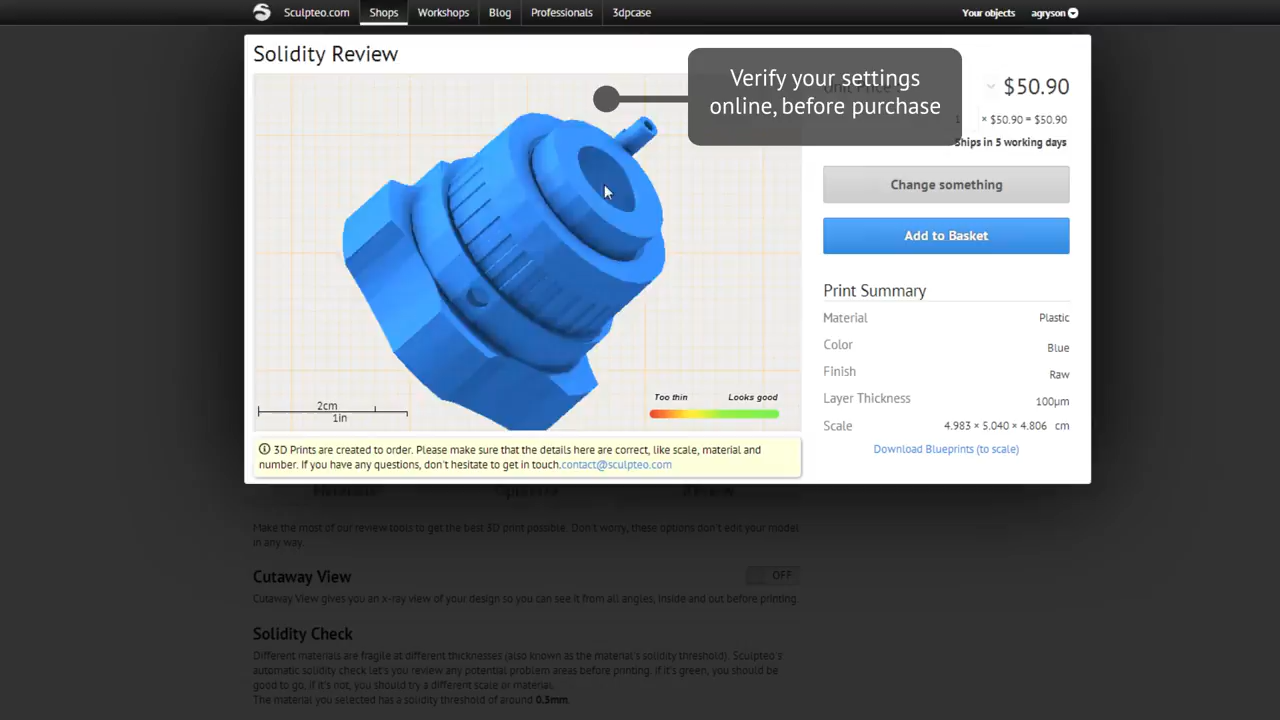 Sculpteo.com
Shops
Workshops
Blog
Professionals
3dpcase
Your objects
agryson
Solidity Review
Verify your settings
online, before purchase
$50.90
1 × $50.90 = $50.90
Ships in 5 working days
Change something
Add to Basket
Print Summary
Material Plastic
Color Blue
Finish Raw
Layer Thickness 100µm
Scale 4.983 × 5.040 × 4.806 cm
Download Blueprints (to scale)
Too thin Looks good
2cm
1in
3D Prints are created to order. Please make sure that the details here are correct, like scale, material and
number. If you have any questions, don't hesitate to get in touch.contact@sculpteo.com
Make the most of our review tools to get the best 3D print possible. Don't worry, these options don't edit your model
in any way.
Cutaway View
OFF
Cutaway View gives you an x-ray view of your design so you can see it from all angles, inside and out before printing.
Solidity Check
Different materials are fragile at different thicknesses (also known as the material's solidity threshold). Sculpteo's
automatic solidity check let's you review any potential problem areas before printing. If it's green, you should be
good to go, if it's not, you should try a different scale or material.
The material you selected has a solidity threshold of around 0.3mm.